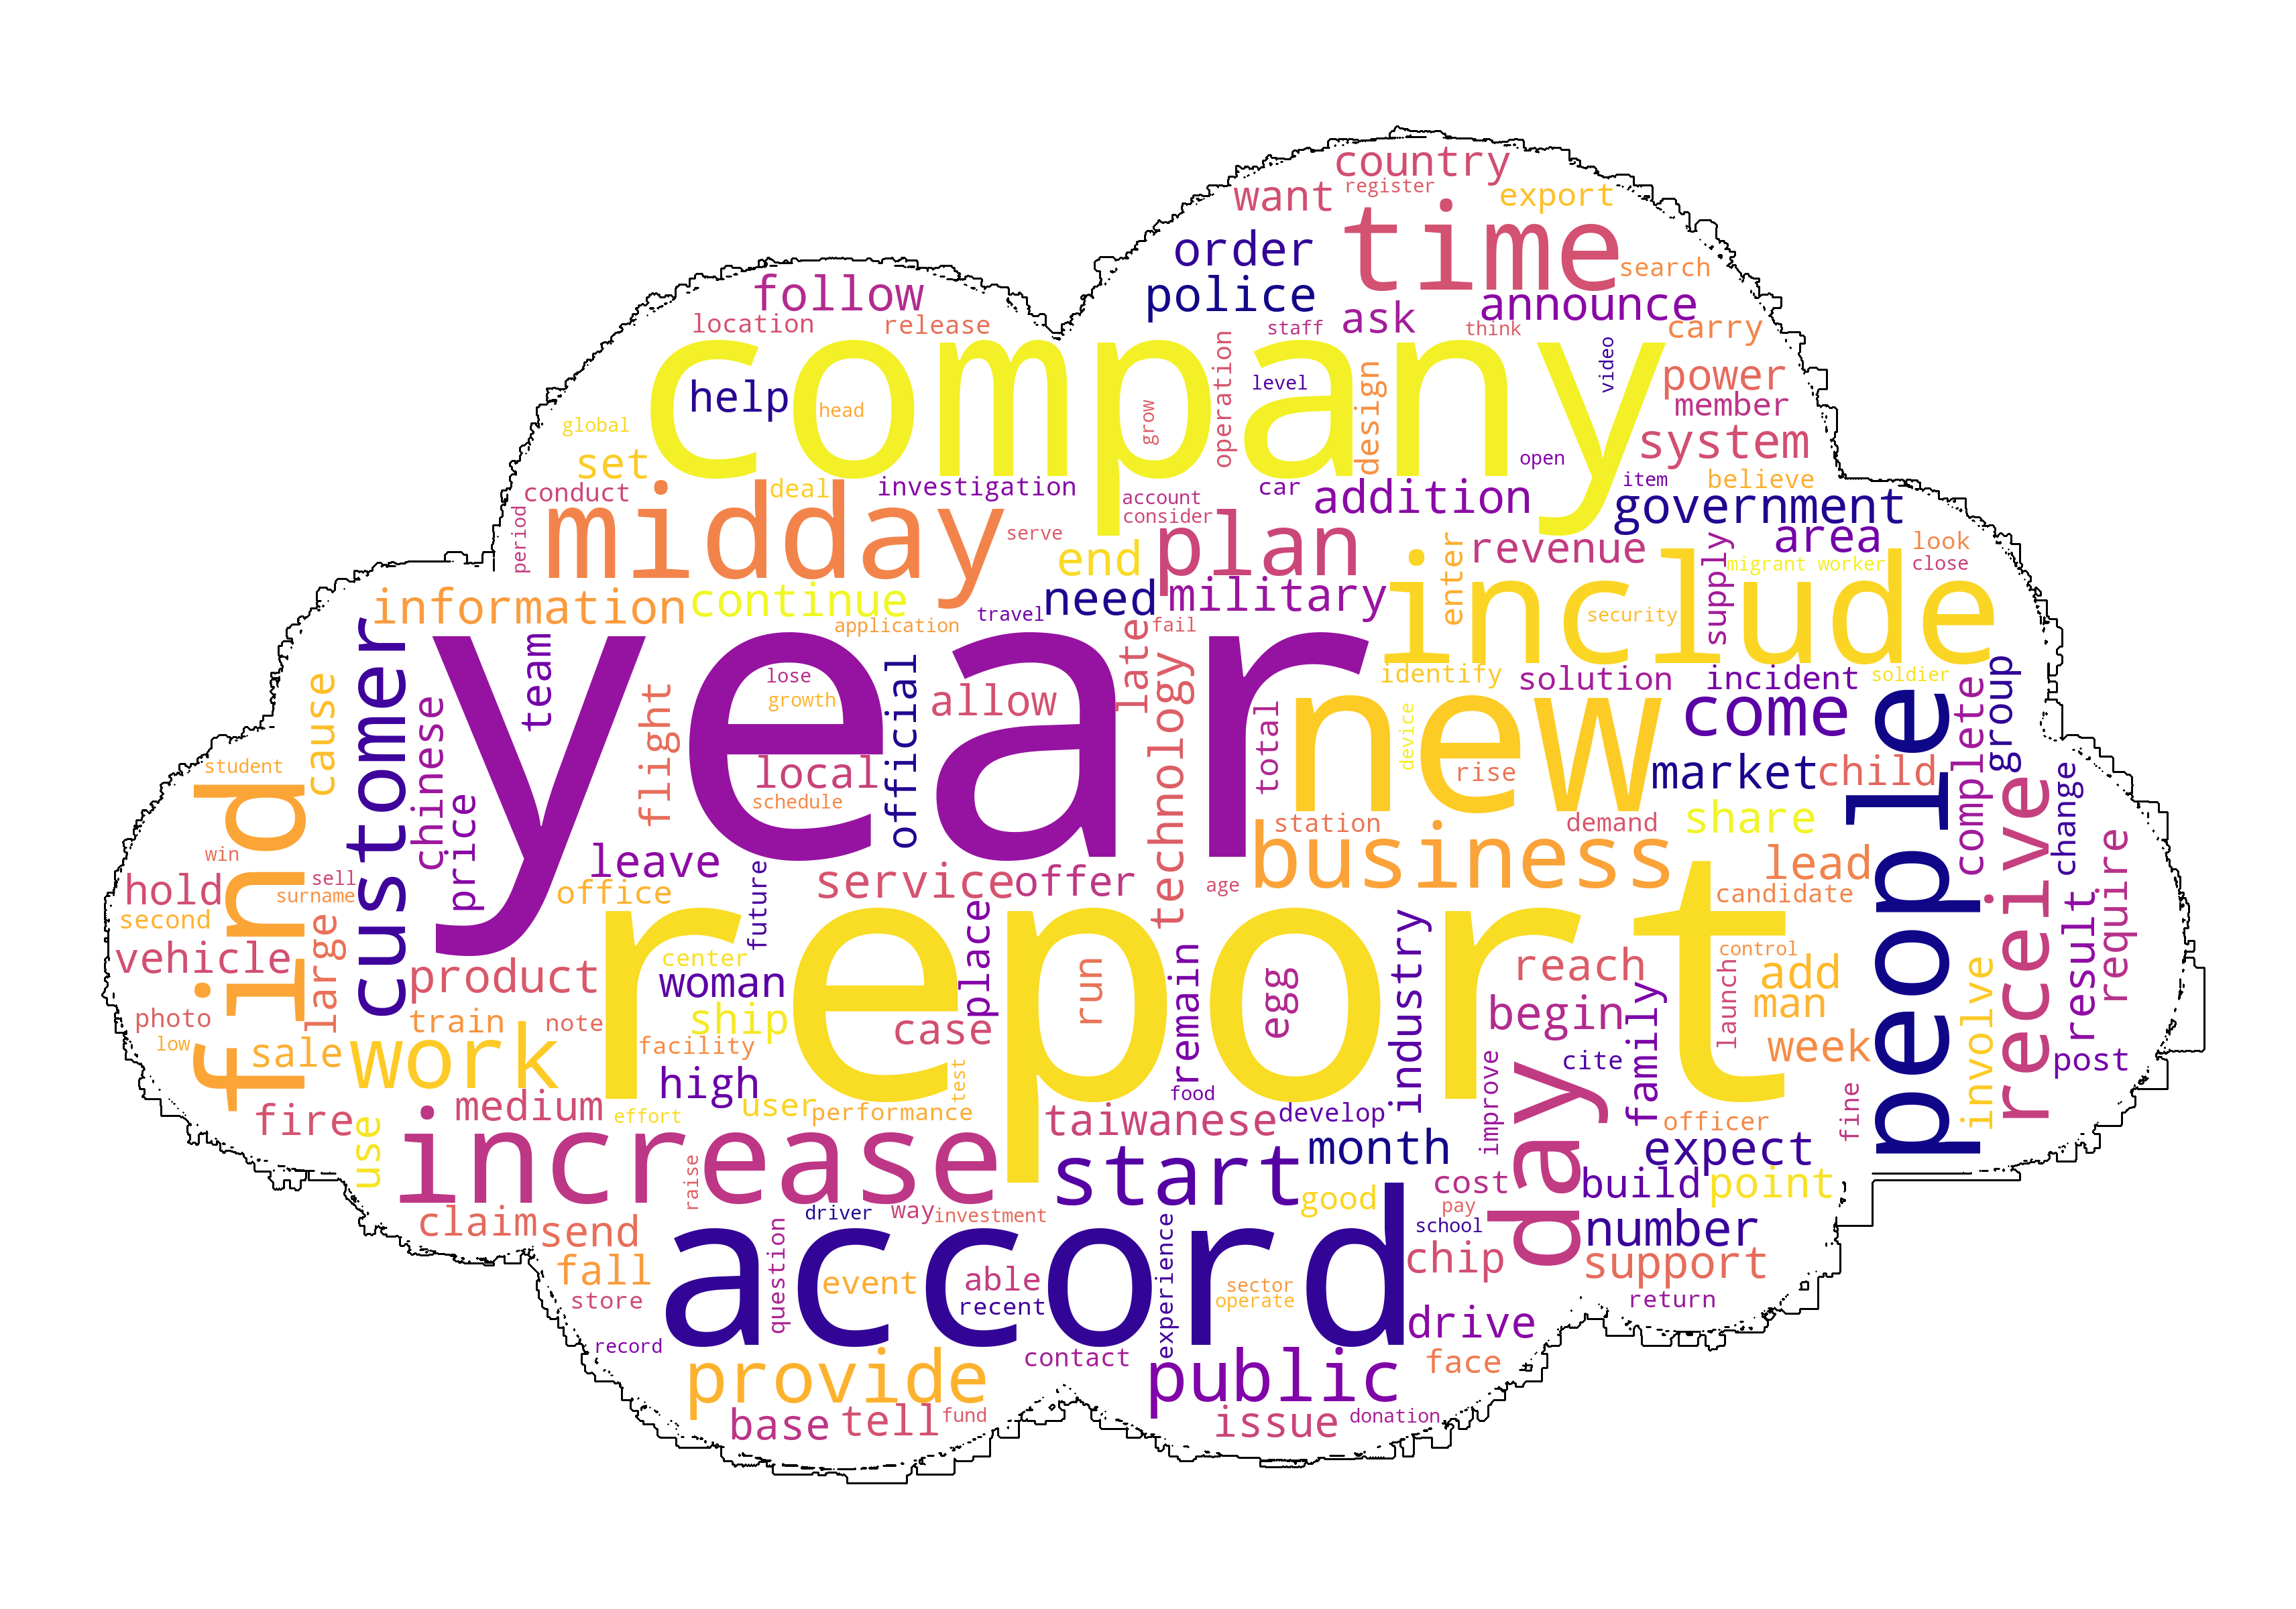 country
want
register
export
time
order
search
follow
police
announce
location
release
staff
ask
think
carry
company
help
head
level
operation
grow
design
video
power
member
global
set
system
open
conduct
deal
investigation
account
consider
car
addition
item
believe
government
period
midday
serve
end
plan
revenue
enter
area
look
close
supply
migrant worker
information
continue
travel
need
military
application
fail
include
security
customer
team
year
late
identify
solution
incident
soldier
cause
chinese
flight
lose
growth
official
allow
technology
total
new
device
come
people
complete
group
student
find
price
local
schedule
rise
market
child
receive
change
win
hold
sell
surname
leave
office
future
service
offer
age
station
demand
share
business
lead
candidate
require
second
vehicle
large
product
center
woman
place
report
remain
run
egg
industry
reach
control
launch
add
man
result
involve
photo
low
sale
train
note
work
ship
facility
case
begin
family
week
post
fire
use
medium
high
effort
user
performance
test
taiwanese
food
develop
improve
cite
day
officer
fine
increase
raise
start
month
expect
claim
send
driver
way
investment
good
cost
pay
build
point
school
number
fall
store
question
event
able
recent
accord
experience
sector
operate
chip
support
return
record
drive
provide
contact
public
face
base
tell
fund
issue
donation